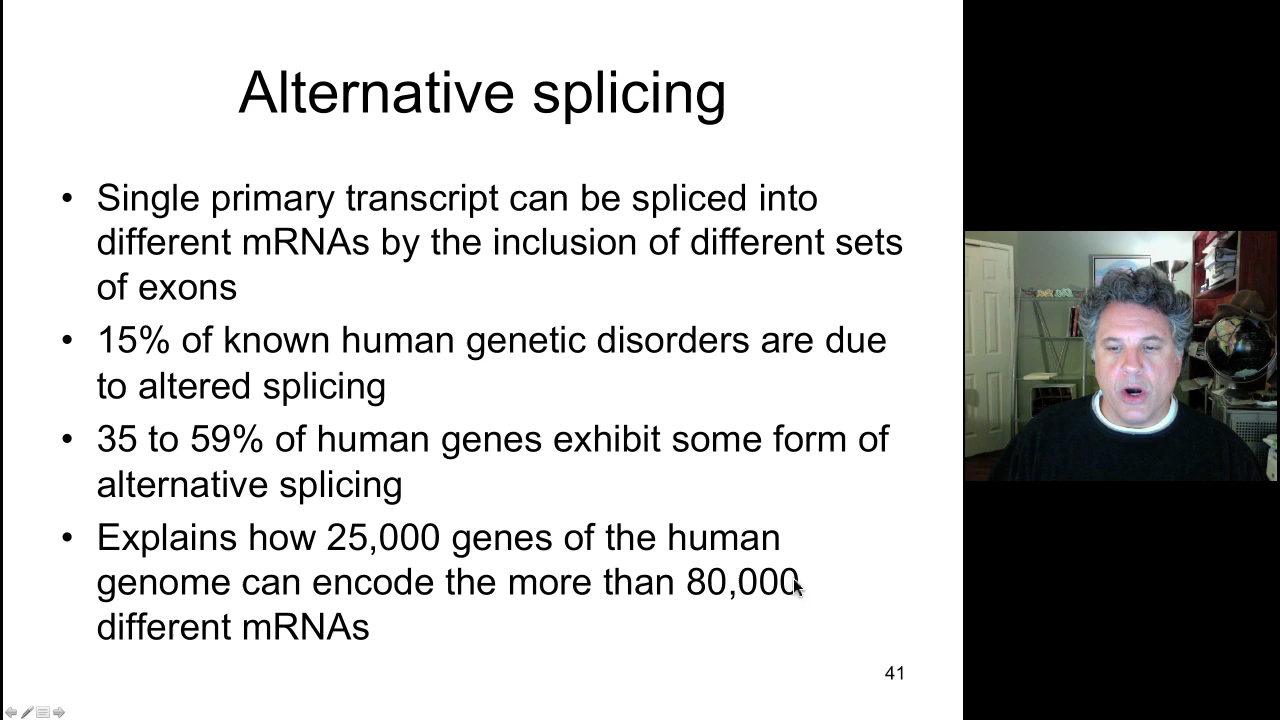 Alternative splicing
• Single primary transcript can be spliced into
different mRNAs by the inclusion of different sets
of exons
• 15% of known human genetic disorders are due
to altered splicing
• 35 to 59% of human genes exhibit some form of
alternative splicing
• Explains how 25,000 genes of the human
genome can encode the more than 80,000
different mRNAs
41